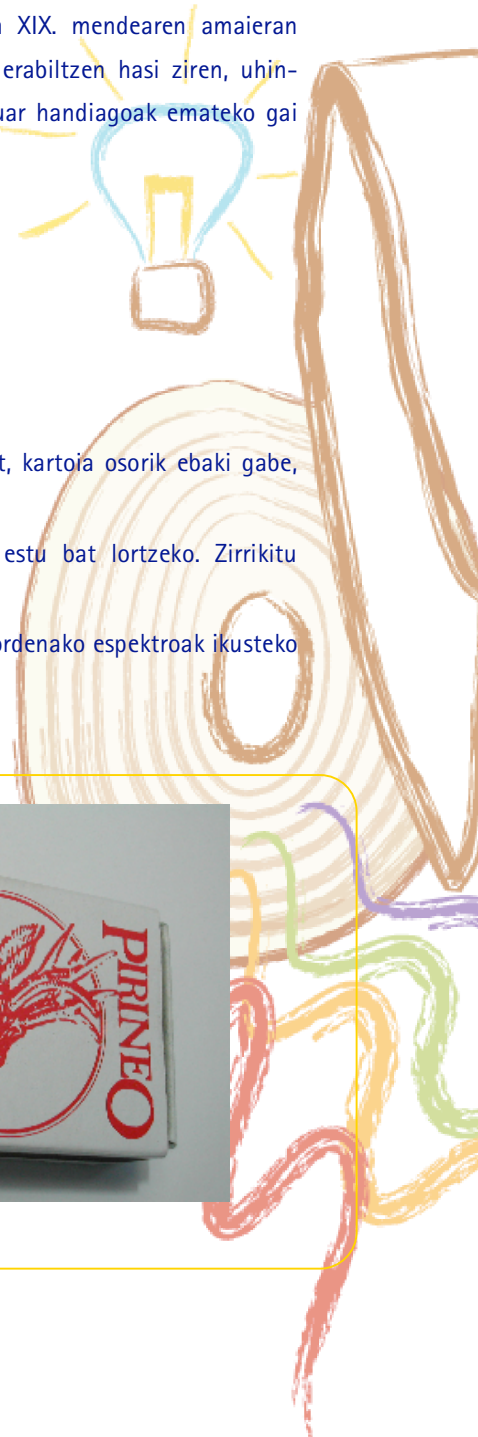 XIX. mendearen amaieran
erabiltzen hasi ziren, uhin-
handiagoak emateko gai
kartoia osorik ebaki gabe,
estu bat lortzeko. Zirrikitu
ordenako espektroak ikusteko
PIRINEO